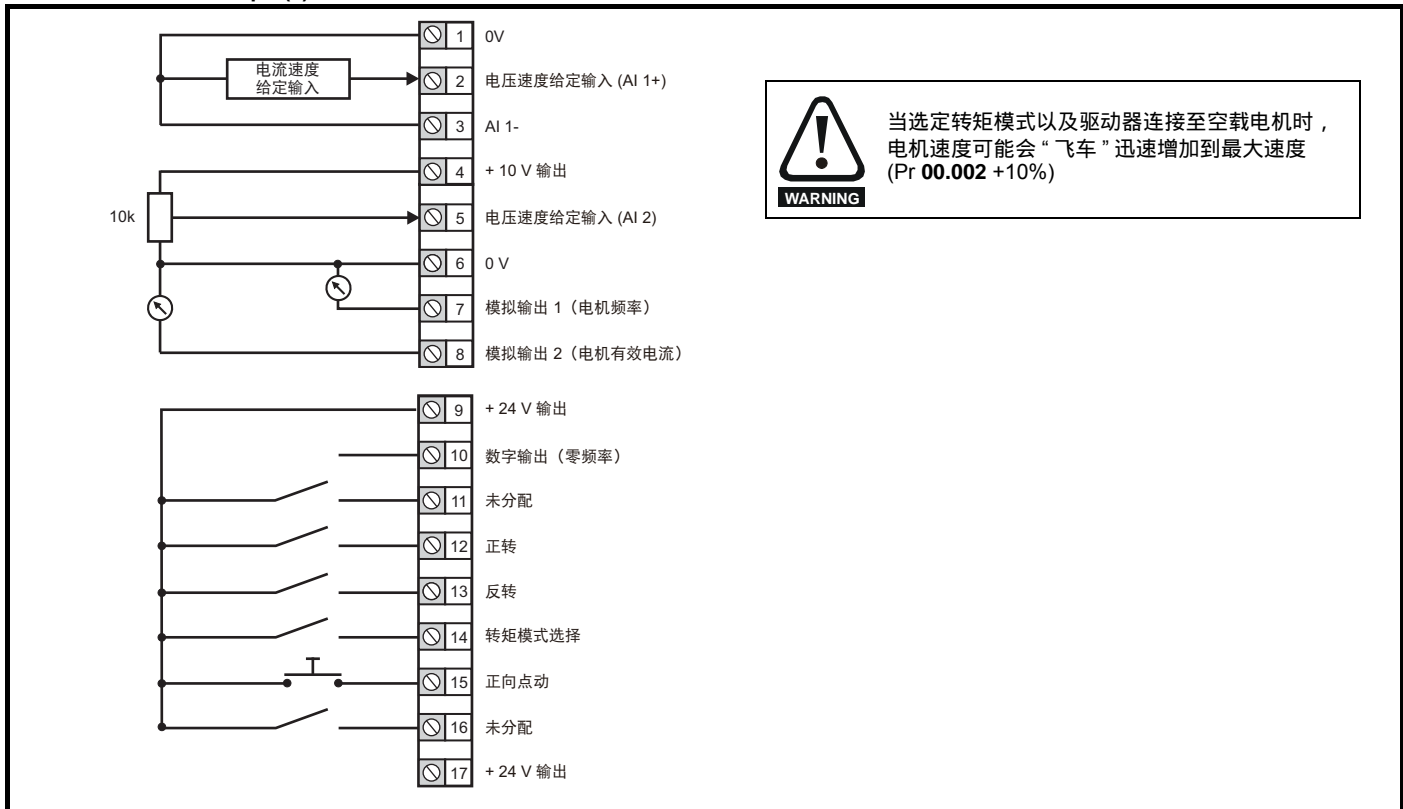 1 0V
电流速度
给定输入
2 电压速度给定输入 (AI 1+)
3 AI 1-
4 + 10 V 输出
10k
5 电压速度给定输入 (AI 2)
6 0 V
7 模拟输出 1（电机频率）
8 模拟输出 2（电机有效电流）
9 + 24 V 输出
10 数字输出（零频率）
11 未分配
12 正转
13 反转
14 转矩模式选择
15 正向点动
16 未分配
17 + 24 V 输出
WARNING
当选定转矩模式以及驱动器连接至空载电机时，
电机速度可能会 “ 飞车 ” 迅速增加到最大速度
(Pr 00.002 +10%)